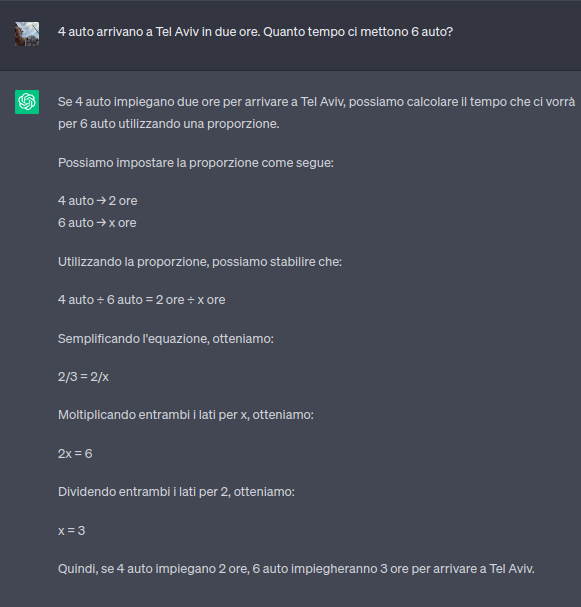 4 auto arrivano a Tel Aviv in due ore. Quanto tempo ci mettono 6 auto?
Se 4 auto impiegano due ore per arrivare a Tel Aviv, possiamo calcolare il tempo che ci vorrà
per 6 auto utilizzando una proporzione.
Possiamo impostare la proporzione come segue:
4 auto → 2 ore
6 auto → x ore
Utilizzando la proporzione, possiamo stabilire che:
4 auto ÷ 6 auto = 2 ore ÷ x ore
Semplificando l'equazione, otteniamo:
2/3 = 2/x
Moltiplicando entrambi i lati per x, otteniamo:
2x = 6
Dividendo entrambi i lati per 2, otteniamo:
x = 3
Quindi, se 4 auto impiegano 2 ore, 6 auto impiegheranno 3 ore per arrivare a Tel Aviv.